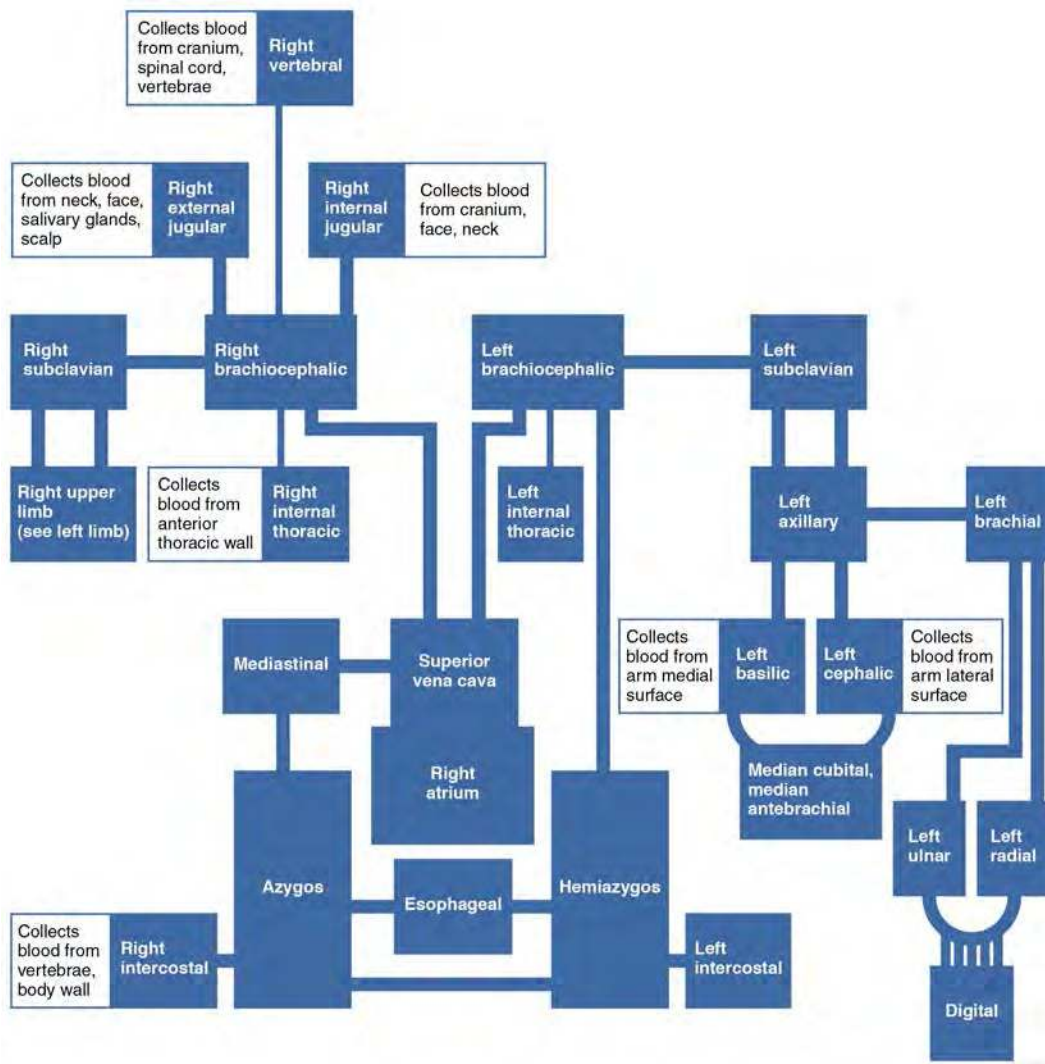 Collects blood
from cranium,
spinal cord,
vertebrae
Right
vertebral
Collects blood
from neck, face,
salivary glands,
scalp
Right
external
jugular
Right
internal
jugular
Collects blood
from cranium,
face, neck
Right
subclavian
Right
brachiocephalic
Left
brachiocephalic
Left
subclavian
Right upper
limb
(see left limb)
Collects
blood from
anterior
thoracic wall
Right
internal
thoracic
Left
internal
thoracic
Left
axillary
Left
brachial
Mediastinal
Superior
vena cava
Collects
blood from
arm medial
surface
Left
basilic
Left
cephalic
Collects
blood from
arm lateral
surface
Right
atrium
Median cubital,
median
antebrachial
Left
ulnar
Left
radial
Azygos
Esophageal
Hemiazygos
Collects
blood from
vertebrae,
body wall
Right
intercostal
Left
intercostal
Digital